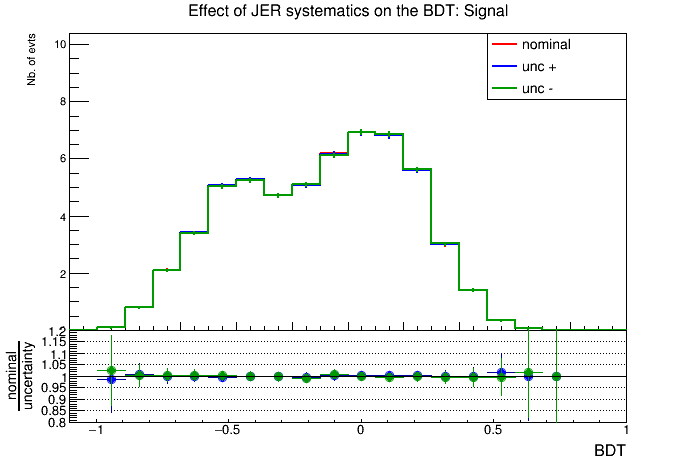 Effect of JER systematics on the BDT: Signal
Nb. of evts
10
8
6
4
2
nominal
unc +
unc -
nominal
uncertainty
1.2
1.15
1.1
1.05
1
0.95
0.9
0.85
0.8
−1
−0.5
0
0.5
1
BDT